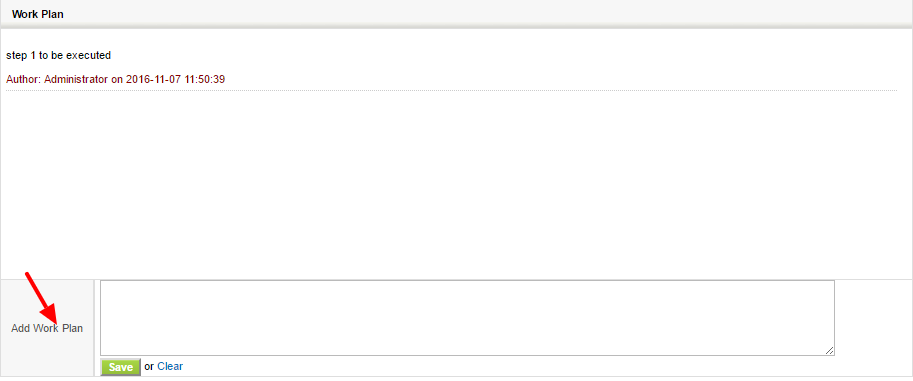 Work Plan
step 1 to be executed
Author: Administrator on 2016-11-07 11:50:39
Add Work Plan
Save or Clear